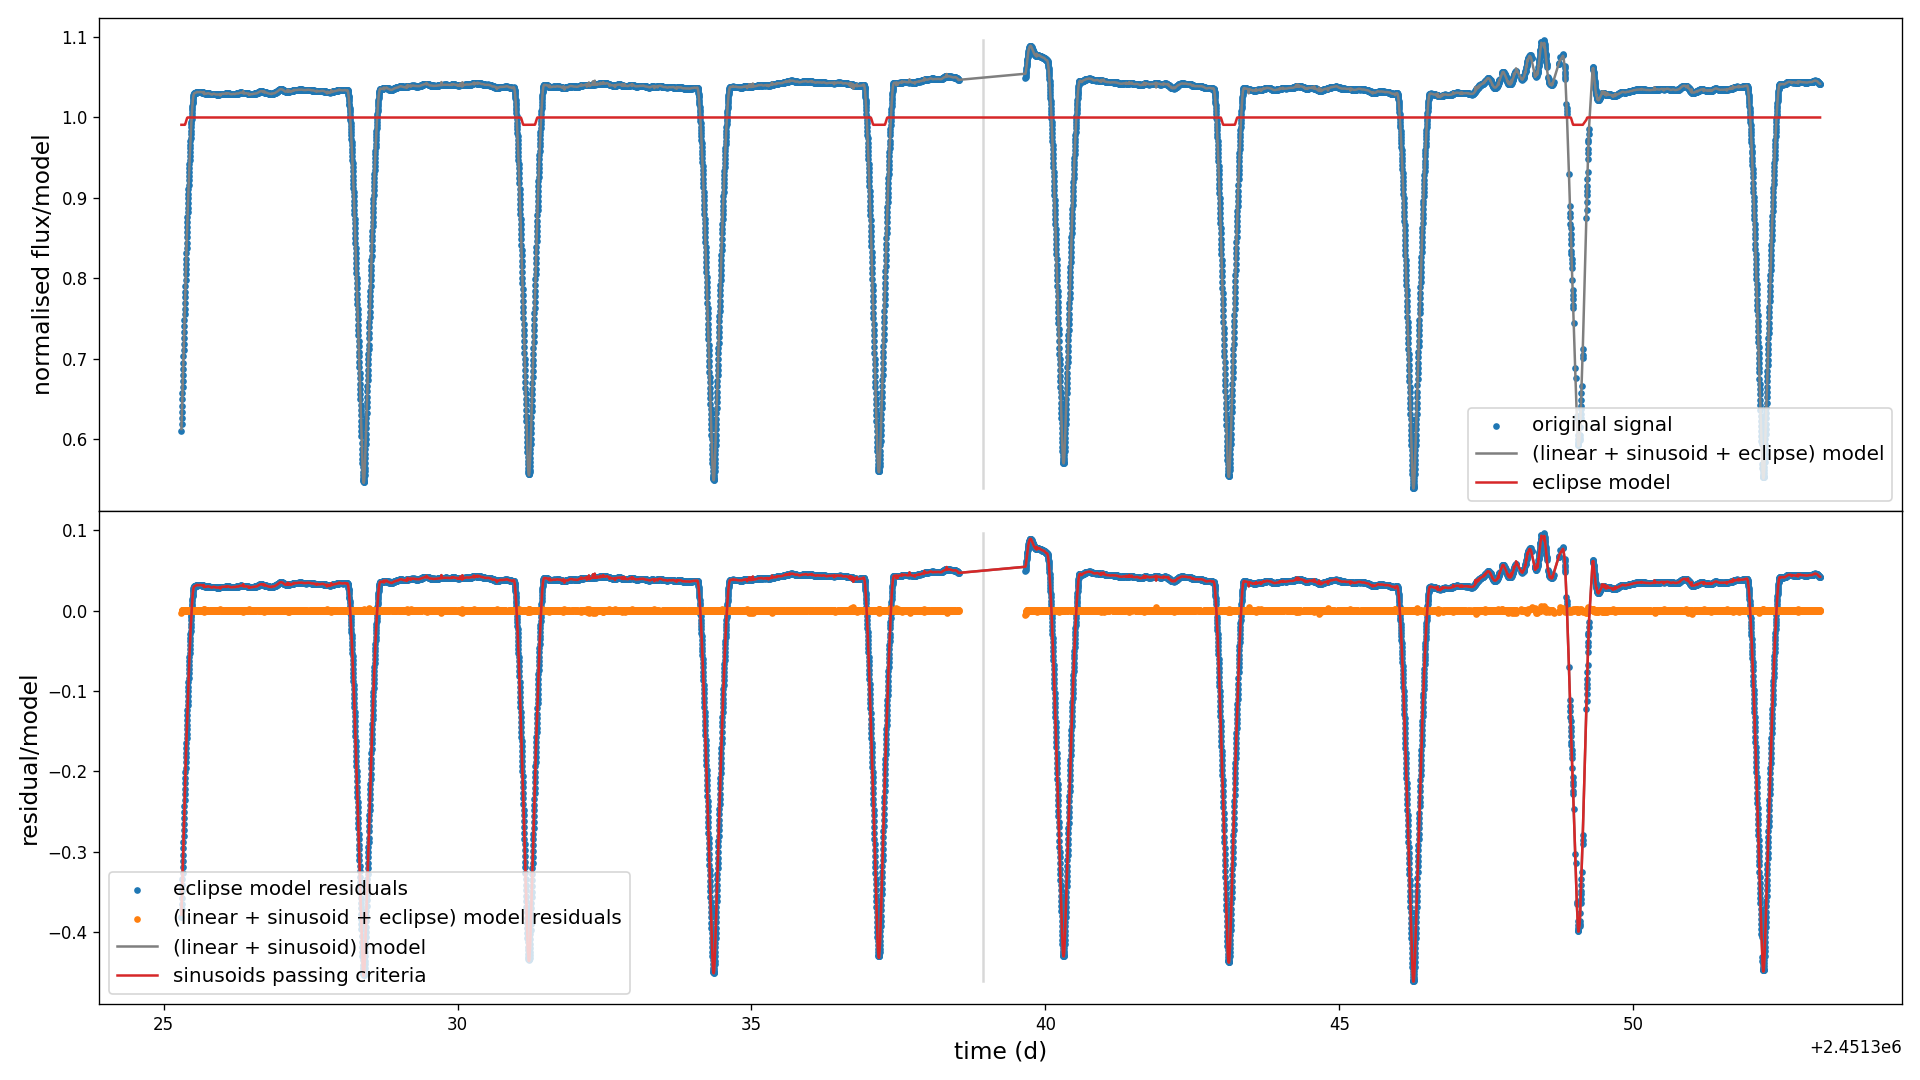 normalised flux/model
1.1
1.0
0.9
0.8
0.7
0.6
original signal
(linear + sinusoid + eclipse) model
eclipse model
residual/model
0.1
0.0
−0.1
−0.2
−0.3
−0.4
eclipse model residuals
(linear + sinusoid + eclipse) model residuals
(linear + sinusoid) model
sinusoids passing criteria
25 30 35 40 45 50
time (d)
+2.4513e6